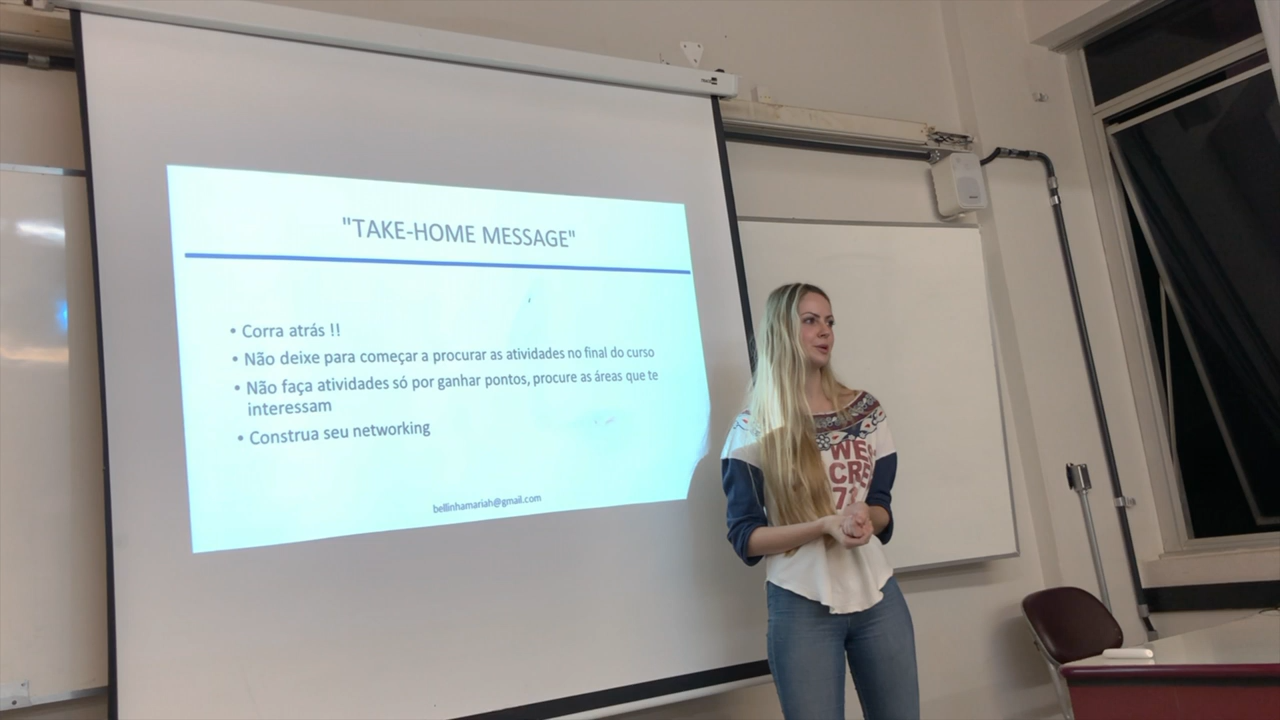 "TAKE-HOME MESSAGE"
• Corra atrás !!
• Não deixe para começar a procurar as atividades no final do curso
• Não faça atividades só por ganhar pontos, procure as áreas que te
interessam
• Construa seu networking
bellinhamariah@gmail.com